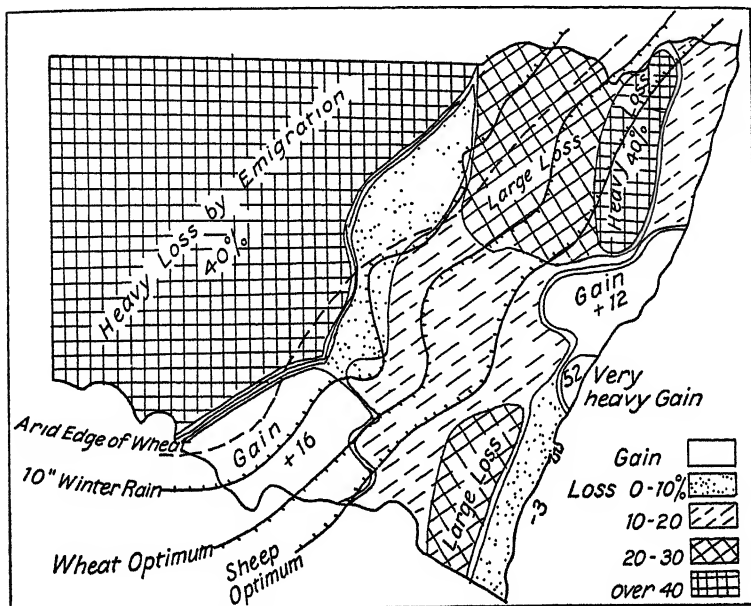 Heavy Loss by Emigration
40%
Large Loss
Heavy Loss
40%
Gain
+12
52
Very
heavy Gain
Arid Edge of Wheat
Gain
+16
10" Winter Rain
Wheat Optimum
Sheep
Optimum
Large Loss
-3
Gain
Loss 0-10%
10-20
20-30
over 40